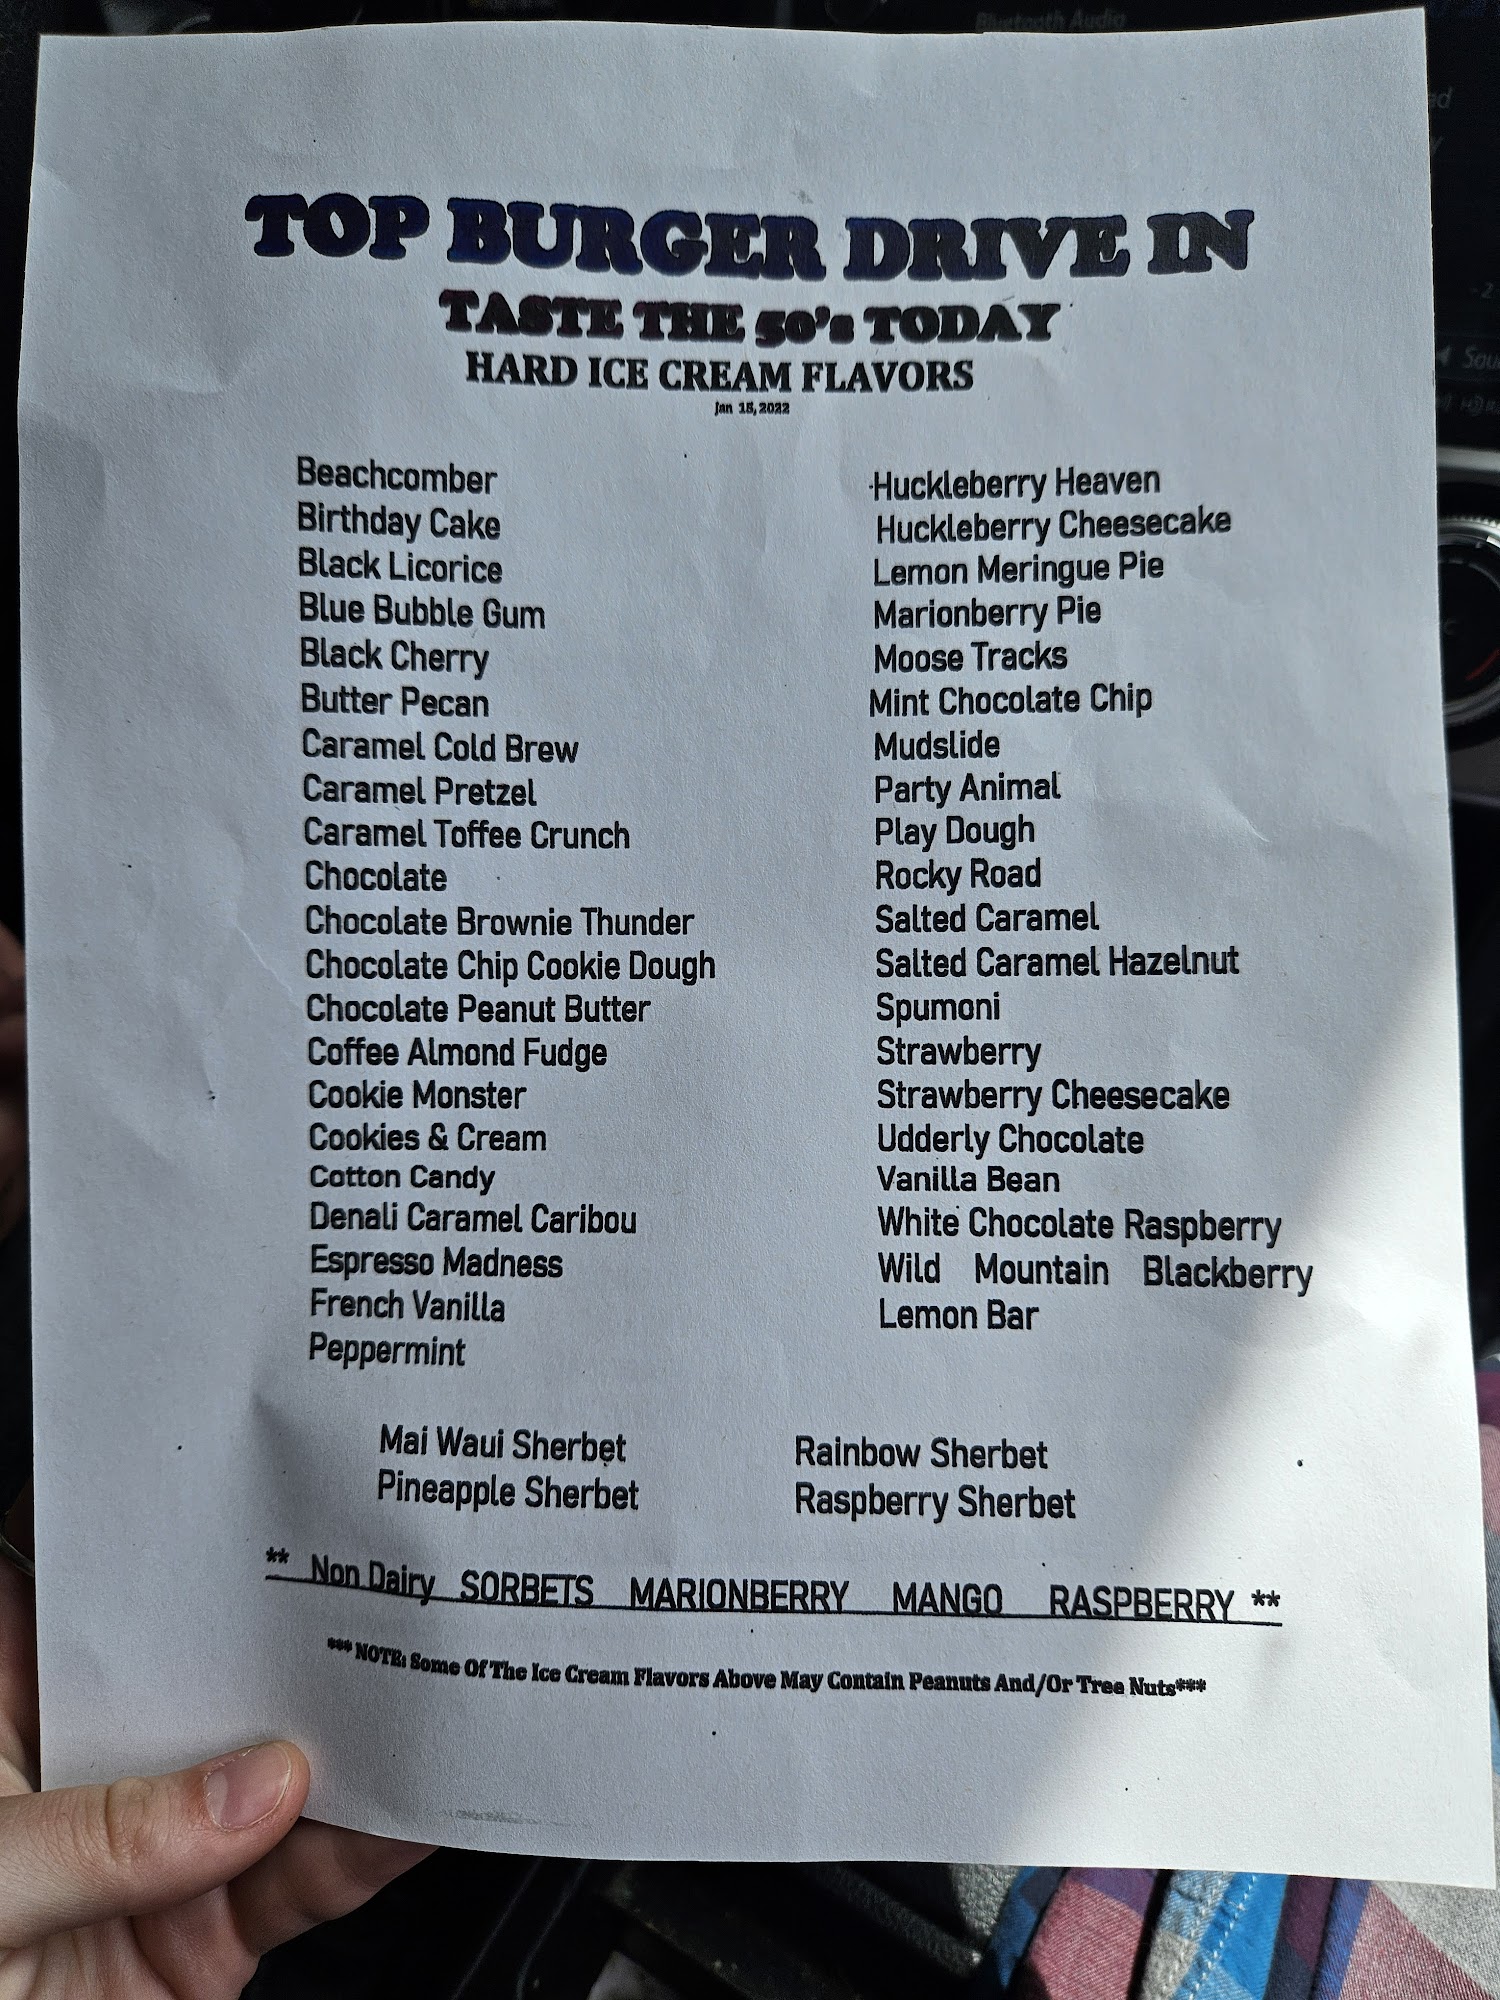 Bluetooth Audio
TOP BURGER DRIVE IN
TASTE THE 50's TODAY
HARD ICE CREAM FLAVORS
Jan 15, 2022
Beachcomber
Birthday Cake
Black Licorice
Blue Bubble Gum
Black Cherry
Butter Pecan
Caramel Cold Brew
Caramel Pretzel
Caramel Toffee Crunch
Chocolate
Chocolate Brownie Thunder
Chocolate Chip Cookie Dough
Chocolate Peanut Butter
Coffee Almond Fudge
Cookie Monster
Cookies & Cream
Cotton Candy
Denali Caramel Caribou
Espresso Madness
French Vanilla
Peppermint
Huckleberry Heaven
Huckleberry Cheesecake
Lemon Meringue Pie
Marionberry Pie
Moose Tracks
Mint Chocolate Chip
Mudslide
Party Animal
Play Dough
Rocky Road
Salted Caramel
Salted Caramel Hazelnut
Spumoni
Strawberry
Strawberry Cheesecake
Udderly Chocolate
Vanilla Bean
White Chocolate Raspberry
Wild Mountain Blackberry
Lemon Bar
Mai Waui Sherbet
Pineapple Sherbet
Rainbow Sherbet
Raspberry Sherbet
** Non Dairy SORBETS MARIONBERRY MANGO RASPBERRY **
*** NOTE: Some Of The Ice Cream Flavors Above May Contain Peanuts And/Or Tree Nuts***